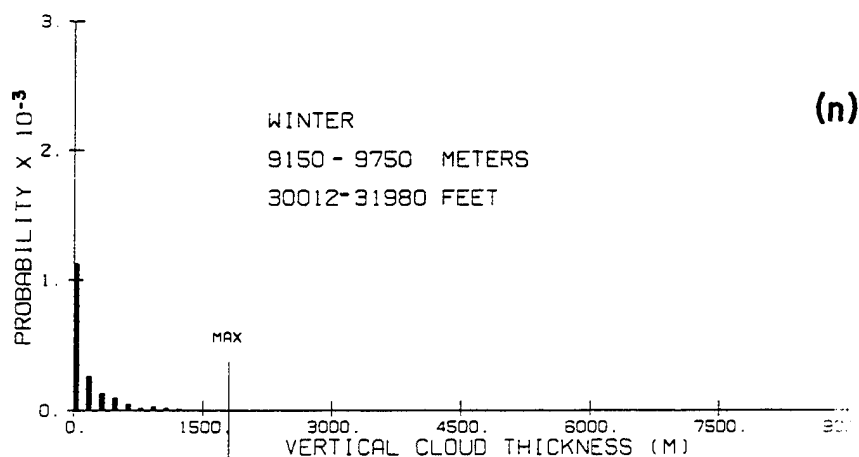 3.
2.
1.
0.
PROBABILITY X 10-3
WINTER
9150 - 9750 METERS
30012-31980 FEET
(n)
MAX
0. 1500. 3000. 4500. 6000. 7500.
VERTICAL CLOUD THICKNESS (M)